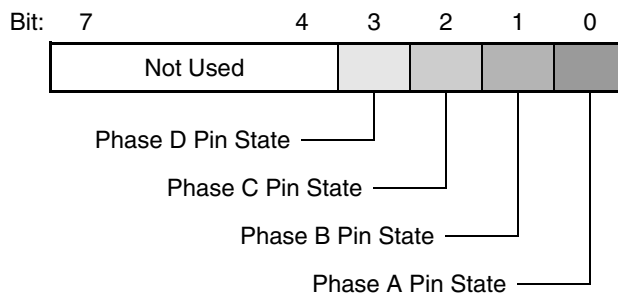 Bit: 7 4 3 2 1 0
Not Used
Phase D Pin State
Phase C Pin State
Phase B Pin State
Phase A Pin State